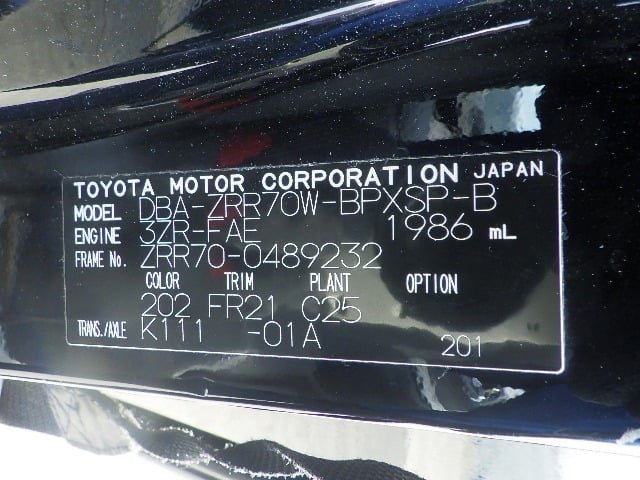 TOYOTA MOTOR CORPORATION JAPAN
MODEL DBA-ZRR70W-BPXSP-B
ENGINE 3ZR-FAE 1986 mL
FRAME No. ZRR70-0489232
COLOR TRIM PLANT OPTION
202 FR21 C25
TRANS./AXLE K111 -01A 201